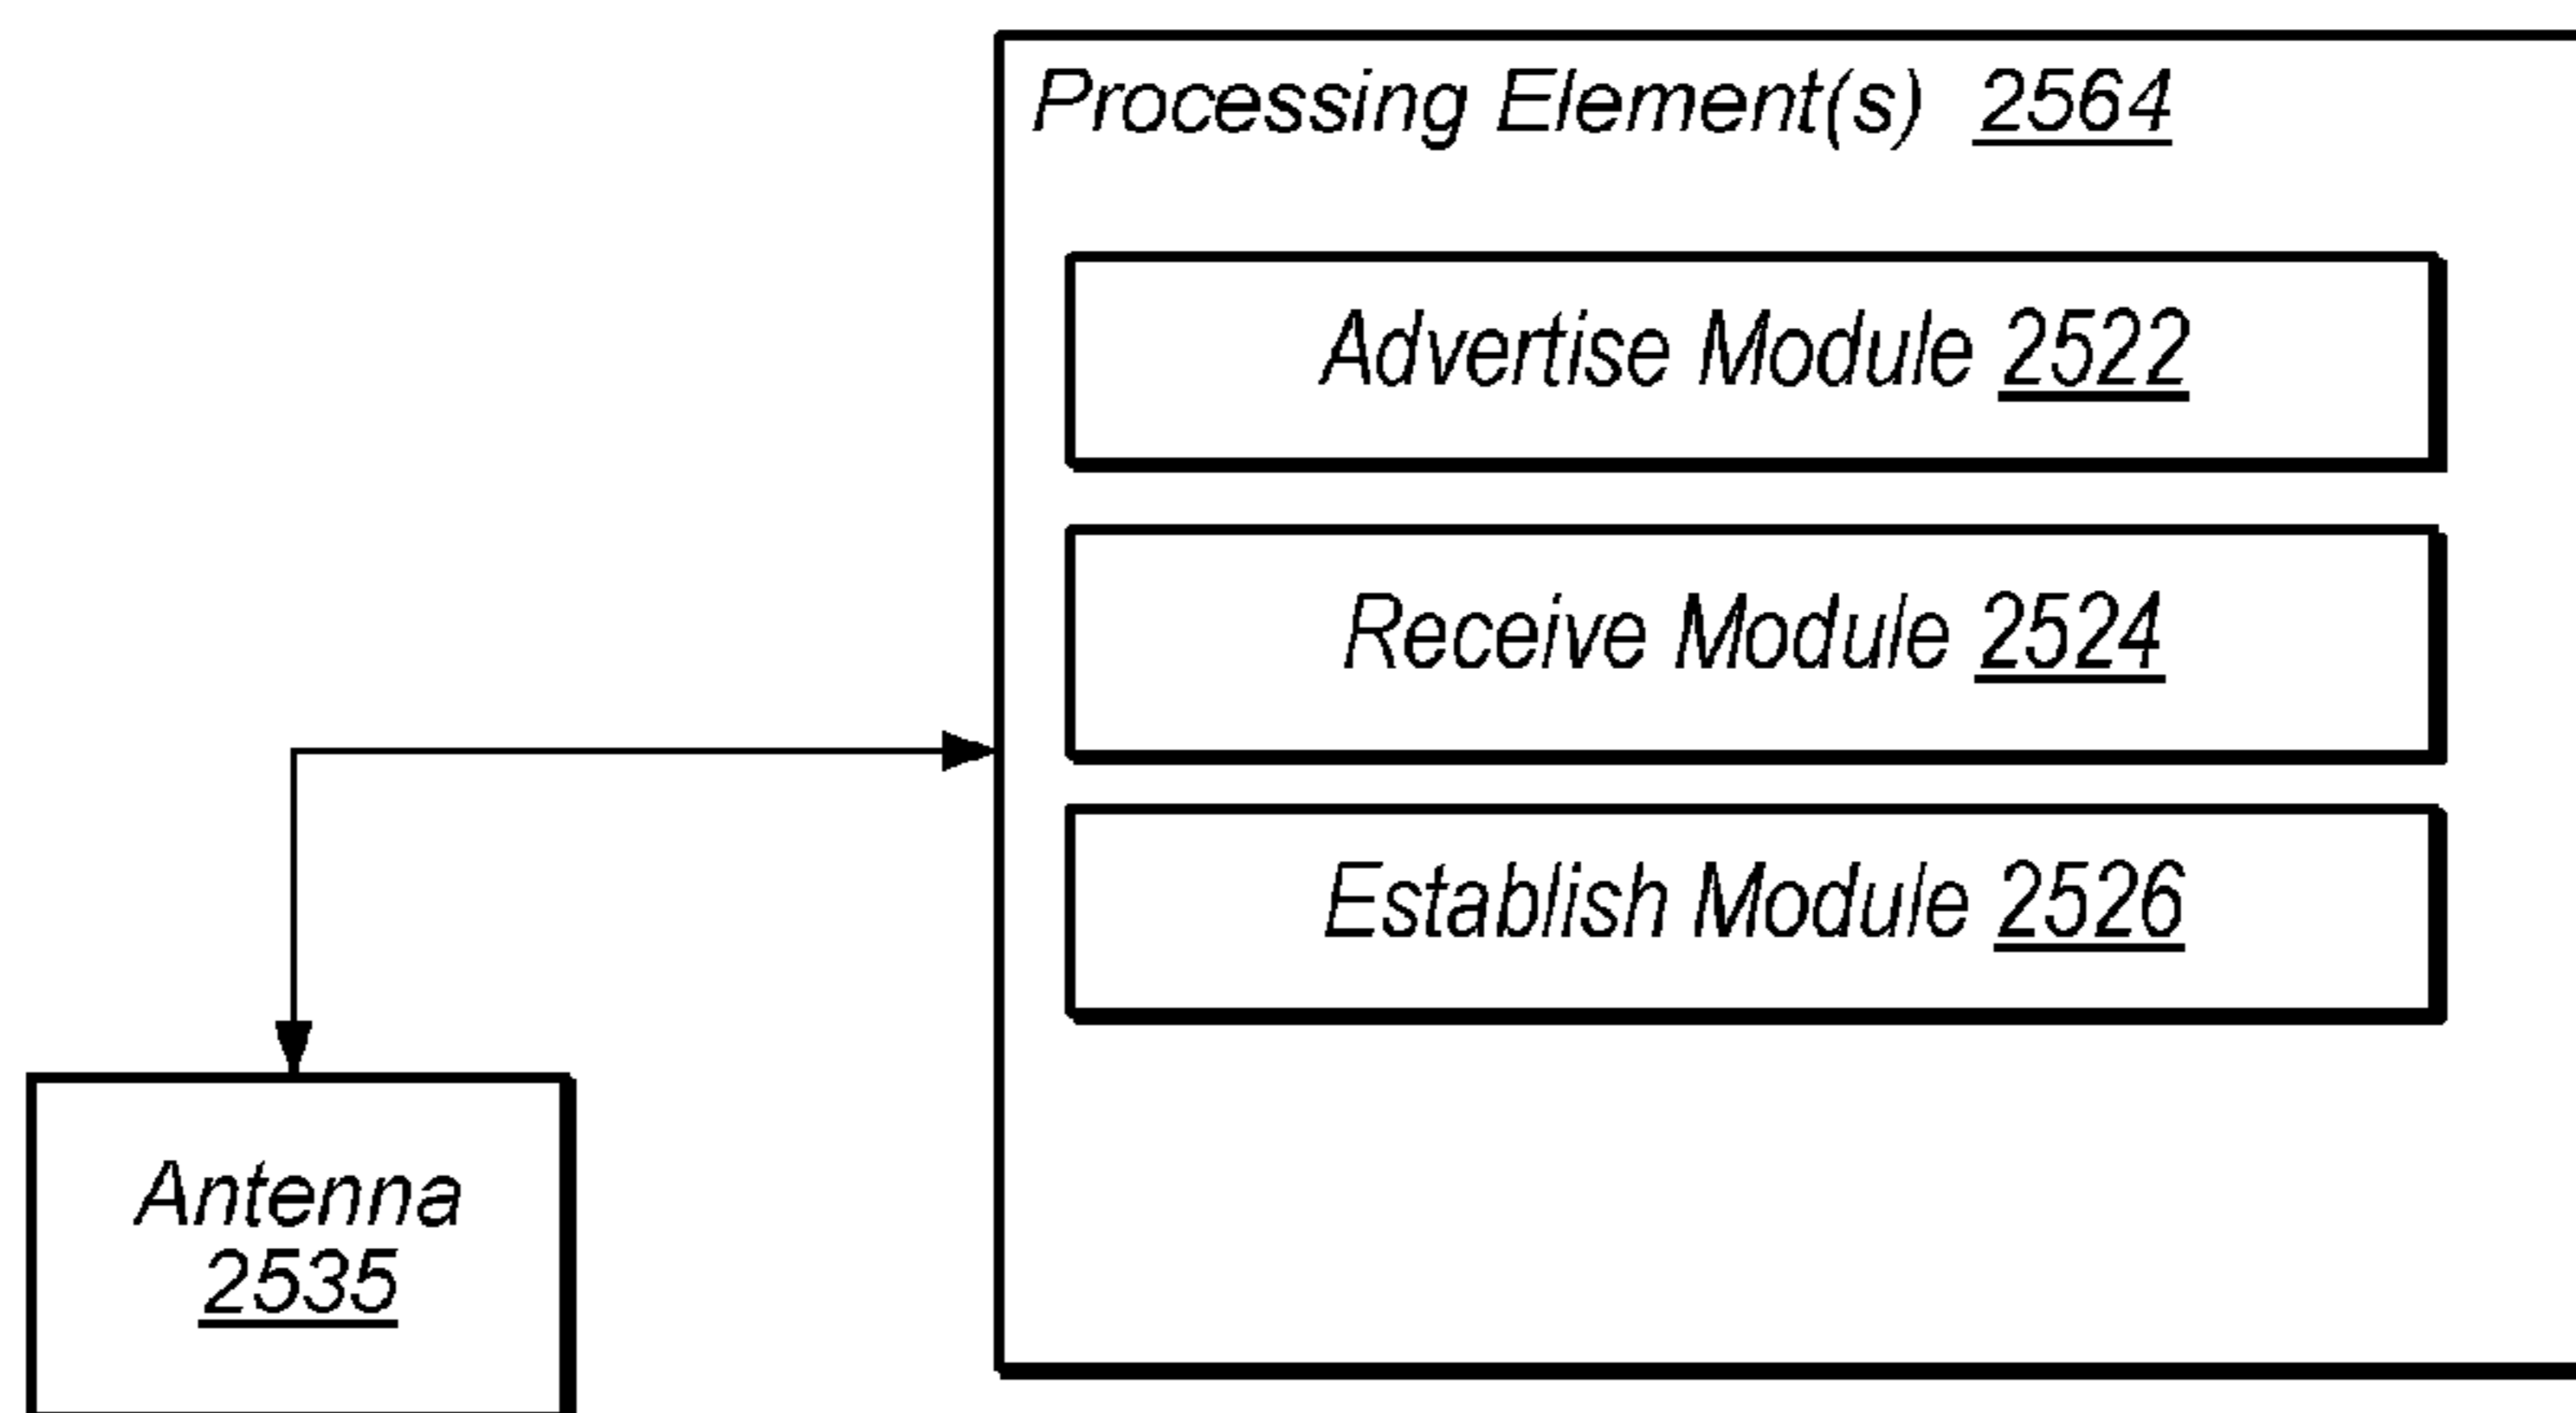 Processing Element(s) 2564
Advertise Module 2522
Receive Module 2524
Establish Module 2526
Antenna
2535